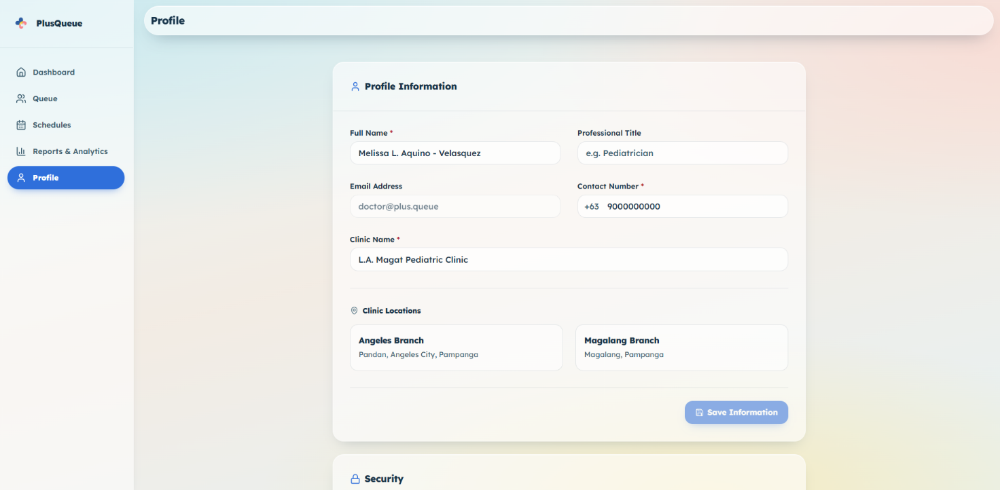 PlusQueue
Profile
Dashboard
Queue
Schedules
Reports & Analytics
Profile
Profile Information
Full Name *
Professional Title
Melissa L. Aquino - Velasquez
e.g. Pediatrician
Email Address
Contact Number *
doctor@plus.queue
+63 9000000000
Clinic Name *
L.A. Magat Pediatric Clinic
Clinic Locations
Angeles Branch
Pandan, Angeles City, Pampanga
Magalang Branch
Magalang, Pampanga
Save Information
Security